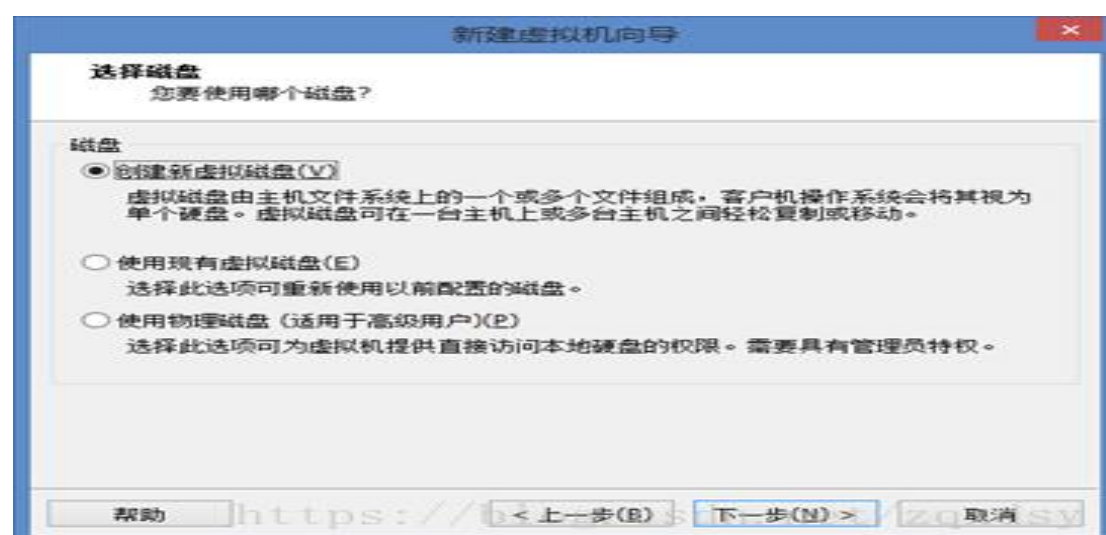 新建虚拟机向导
选择磁盘
您要使用哪个磁盘?
磁盘
创建新虚拟磁盘(V)
虚拟磁盘由主机文件系统上的一个或多个文件组成，客户机操作系统会将其视为
单个硬盘。虚拟磁盘可在一台主机上或多台主机之间轻松复制或移动。
使用现有虚拟磁盘(E)
选择此选项可重新使用以前配置的磁盘。
使用物理磁盘 (适用于高级用户)(P)
选择此选项可为虚拟机提供直接访问本地硬盘的权限。需要具有管理员特权。
帮助 < 上一步(B) 下一步(N) > 取消
https://